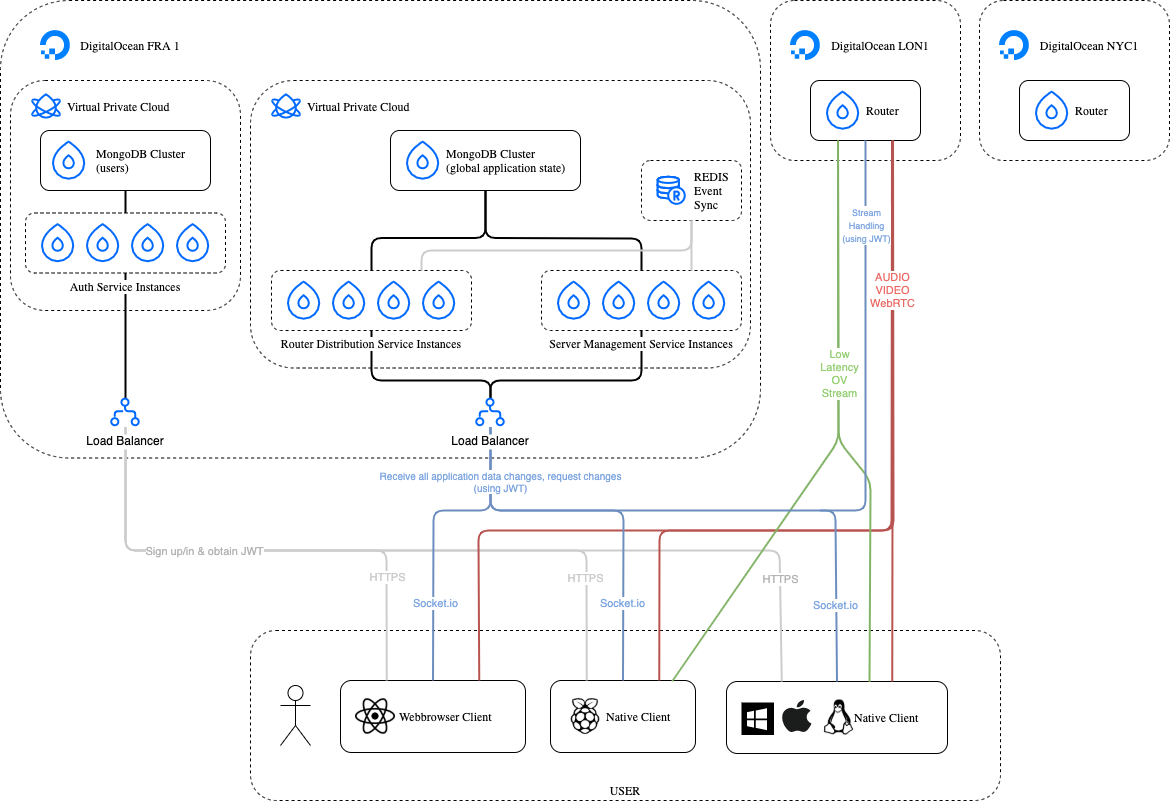 DigitalOcean FRA 1
DigitalOcean LON1
DigitalOcean NYC1
Virtual Private Cloud
Virtual Private Cloud
Router
Router
MongoDB Cluster
(users)
MongoDB Cluster
(global application state)
REDIS
Event
Sync
R
Stream
Handling
(using JWT)
Auth Service Instances
AUDIO
VIDEO
WebRTC
Router Distribution Service Instances
Server Management Service Instances
Low
Latency
OV
Stream
Load Balancer
Load Balancer
Receive all application data changes, request changes
(using JWT)
Sign up/in & obtain JWT
HTTPS
HTTPS
HTTPS
Socket.io
Socket.io
Socket.io
Webbrowser Client
Native Client
Native Client
USER